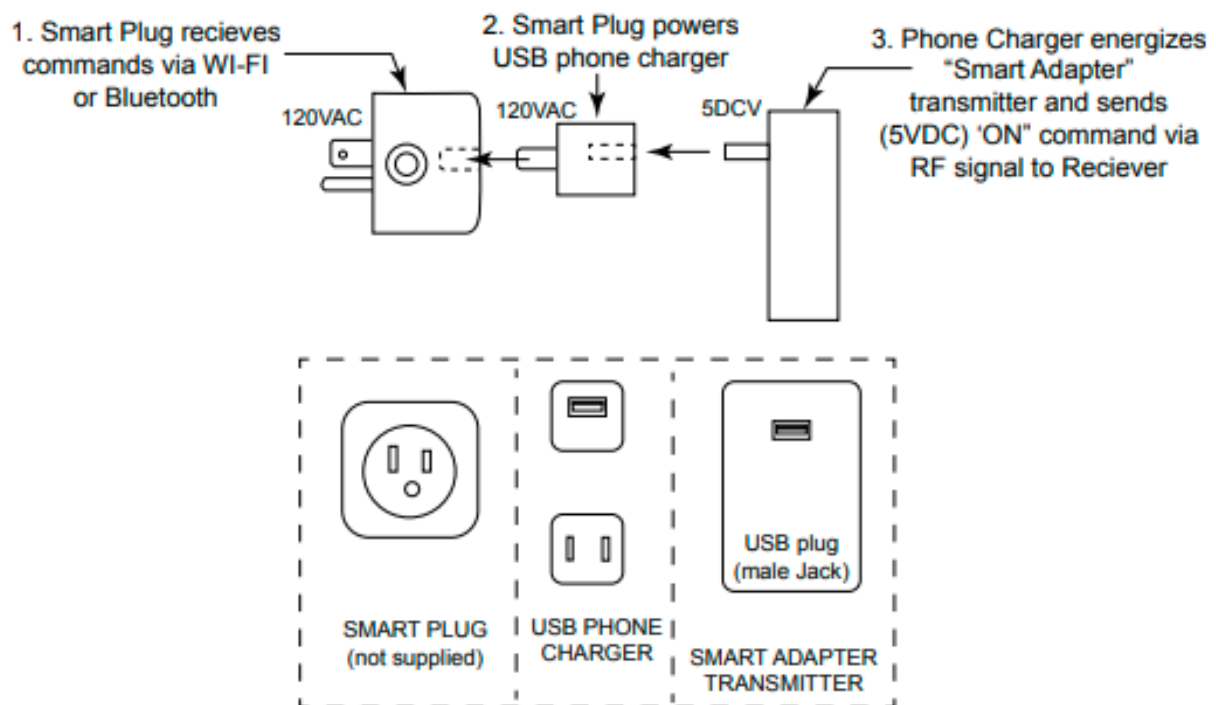 1. Smart Plug recieves
commands via WI-FI
or Bluetooth
2. Smart Plug powers
USB phone charger
3. Phone Charger energizes
“Smart Adapter”
transmitter and sends
(5VDC) ‘ON” command via
RF signal to Reciever
120VAC
120VAC
5DCV
USB plug
(male Jack)
SMART PLUG
(not supplied)
USB PHONE
CHARGER
SMART ADAPTER
TRANSMITTER